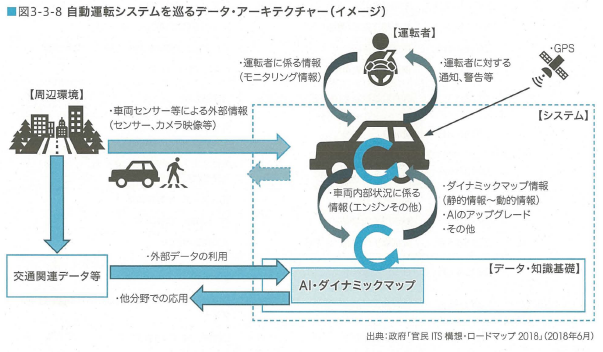 ■図3-3-8 自動運転システムを巡るデータ・アーキテクチャー（イメージ）
【運転者】
・運転者に係る情報
（モニタリング情報）
・運転者に対する
通知、警告等
・GPS
【周辺環境】
・車両センサー等による外部情報
（センサー、カメラ映像等）
【システム】
・車両内部状況に係る
情報（エンジンその他）
・ダイナミックマップ情報
（静的情報～動的情報）
・AIのアップグレード
・その他
・外部データの利用
【データ・知識基礎】
交通関連データ等
AI・ダイナミックマップ
・他分野での応用
出典：政府「官民 ITS 構想・ロードマップ 2018」（2018年6月）